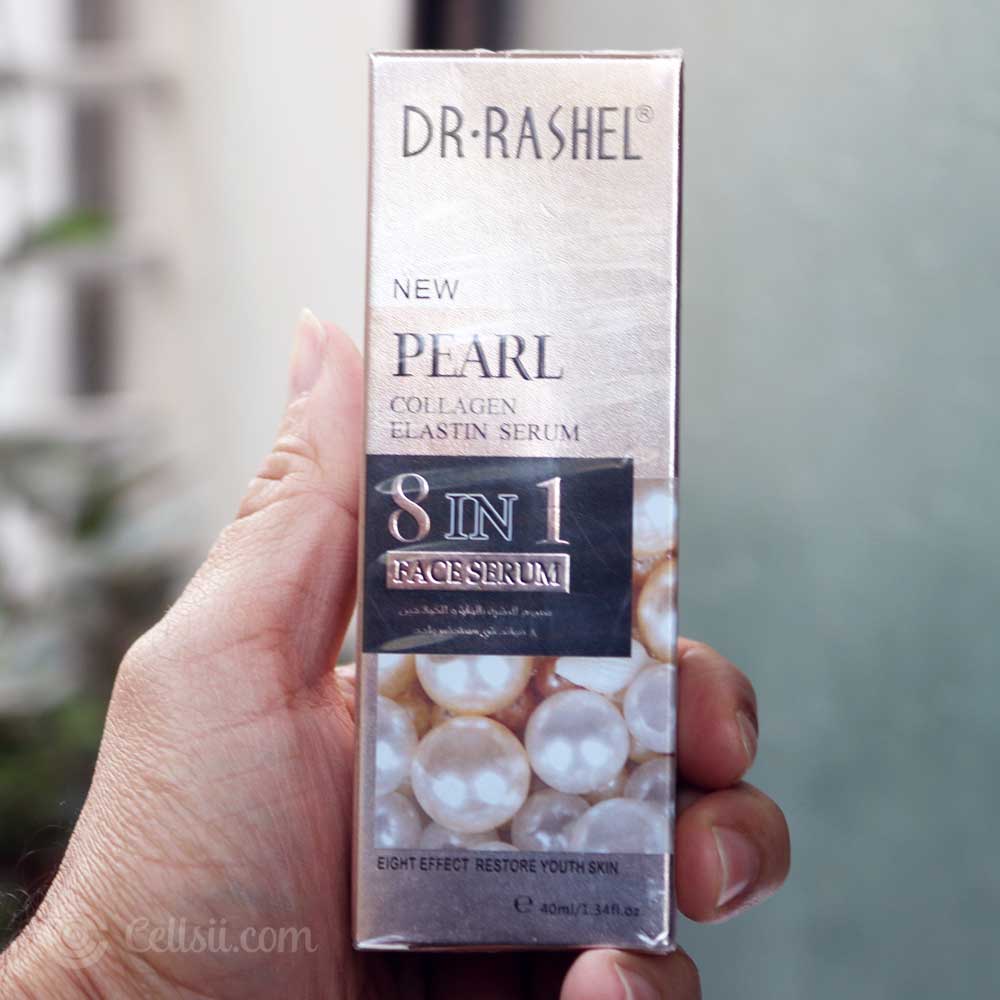 DR·RASHEL®
NEW
PEARL
COLLAGEN
ELASTIN SERUM
8 IN 1
FACE SERUM
EIGHT EFFECT RESTORE YOUTH SKIN
℮ 40ml/1.34fl.oz
Cellsii.com